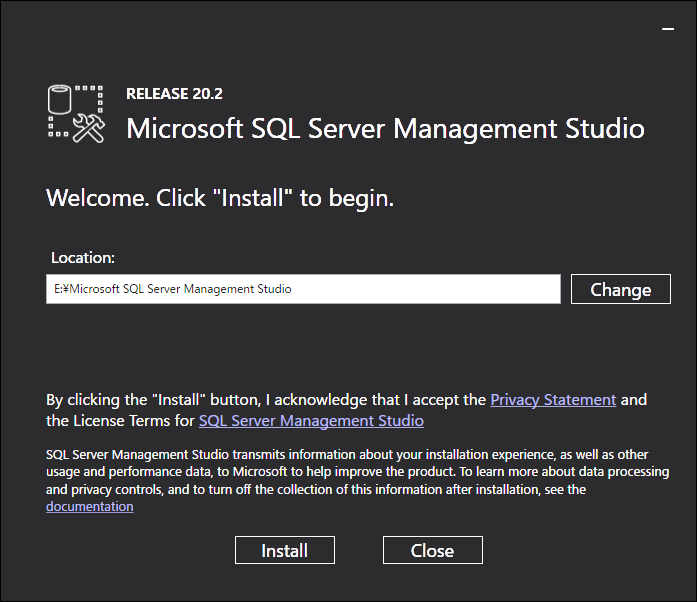 RELEASE 20.2
Microsoft SQL Server Management Studio
Welcome. Click "Install" to begin.
Location:
E:¥Microsoft SQL Server Management Studio
Change
By clicking the "Install" button, I acknowledge that I accept the Privacy Statement and
the License Terms for SQL Server Management Studio
SQL Server Management Studio transmits information about your installation experience, as well as other
usage and performance data, to Microsoft to help improve the product. To learn more about data processing
and privacy controls, and to turn off the collection of this information after installation, see the
documentation
Install
Close